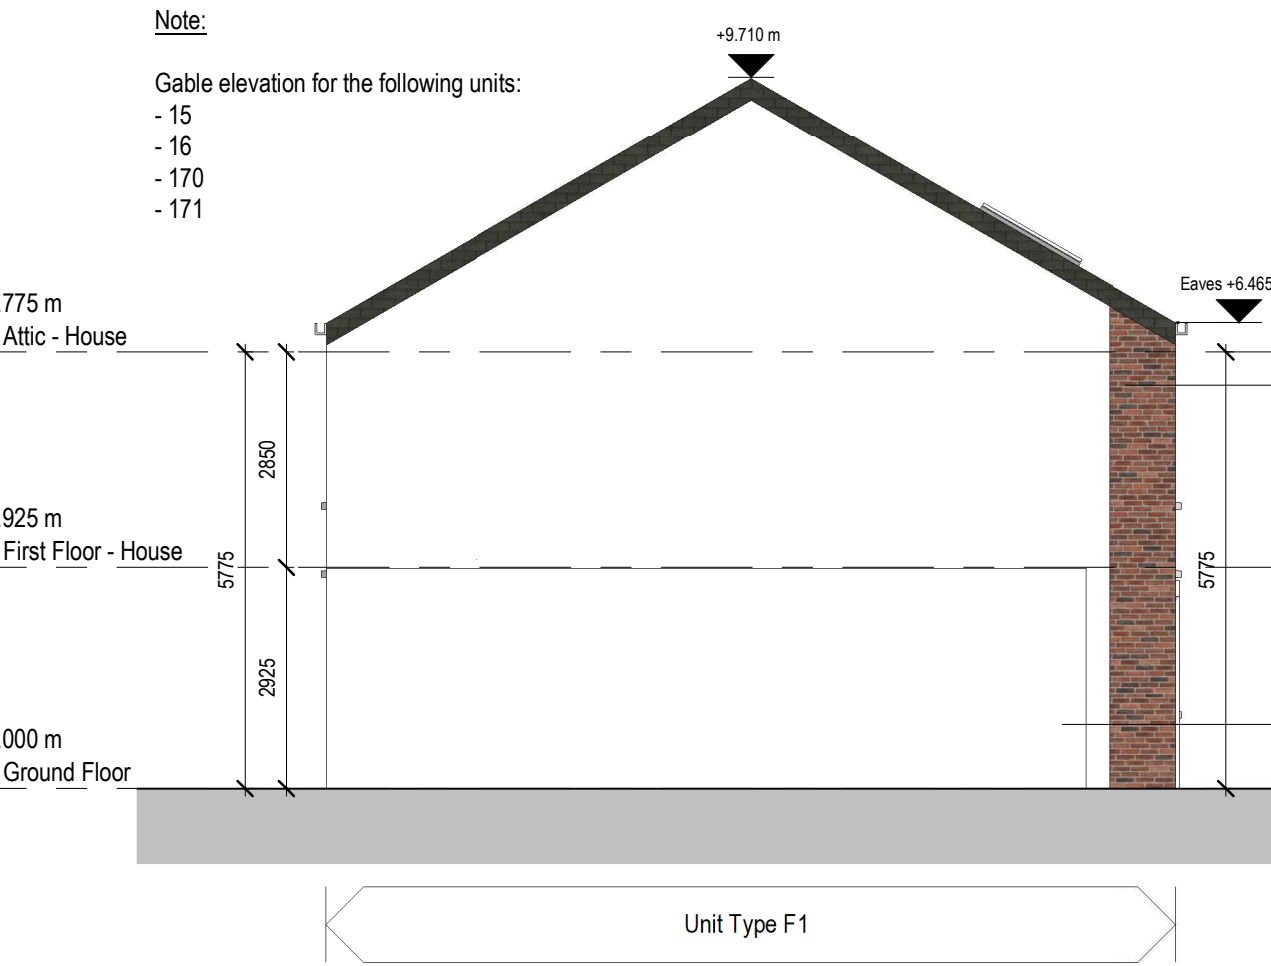 Note:
+9.710 m
Gable elevation for the following units:
- 15
- 16
- 170
- 171
Eaves +6.465
.775 m
Attic - House
2850
.925 m
First Floor - House
5775
5775
2925
.000 m
Ground Floor
Unit Type F1